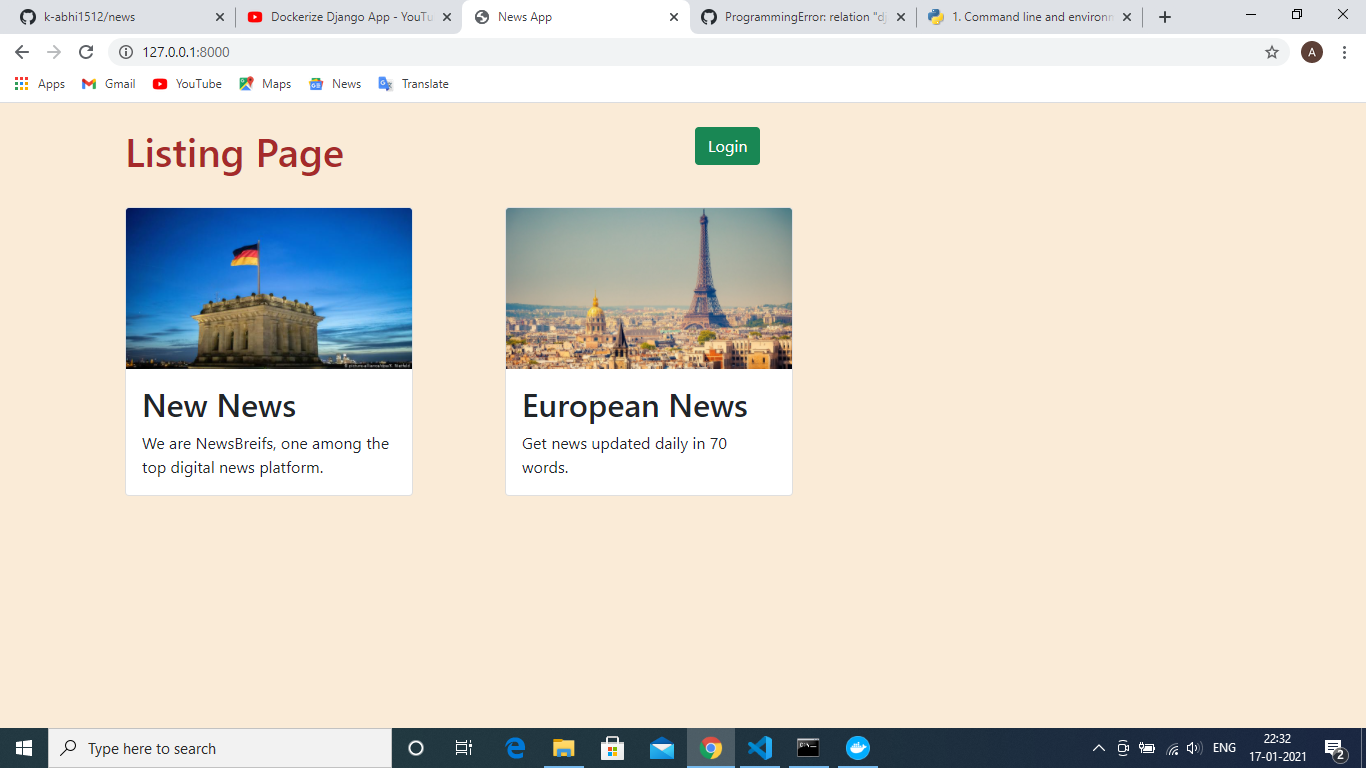 k-abhi1512/news
Dockerize Django App - YouTu
News App
ProgrammingError: relation "dj
1. Command line and environm
127.0.0.1:8000
A
Apps
Gmail
YouTube
Maps
News
Translate
Listing Page
Login
New News
We are NewsBreifs, one among the
top digital news platform.
European News
Get news updated daily in 70
words.
Type here to search
ENG
22:32
17-01-2021
2